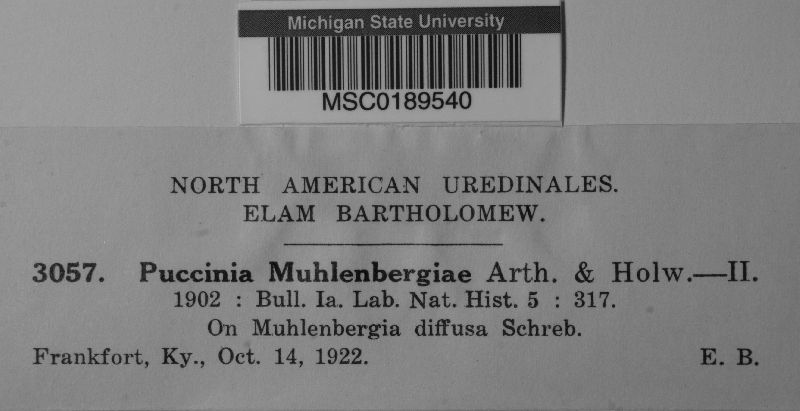 Michigan State University
MSC0189540
NORTH AMERICAN UREDINALES.
ELAM BARTHOLOMEW.
3057. Puccinia Muhlenbergiae Arth. & Holw.—II.
1902 : Bull. Ia. Lab. Nat. Hist. 5 : 317.
On Muhlenbergia diffusa Schreb.
Frankfort, Ky., Oct. 14, 1922. E. B.